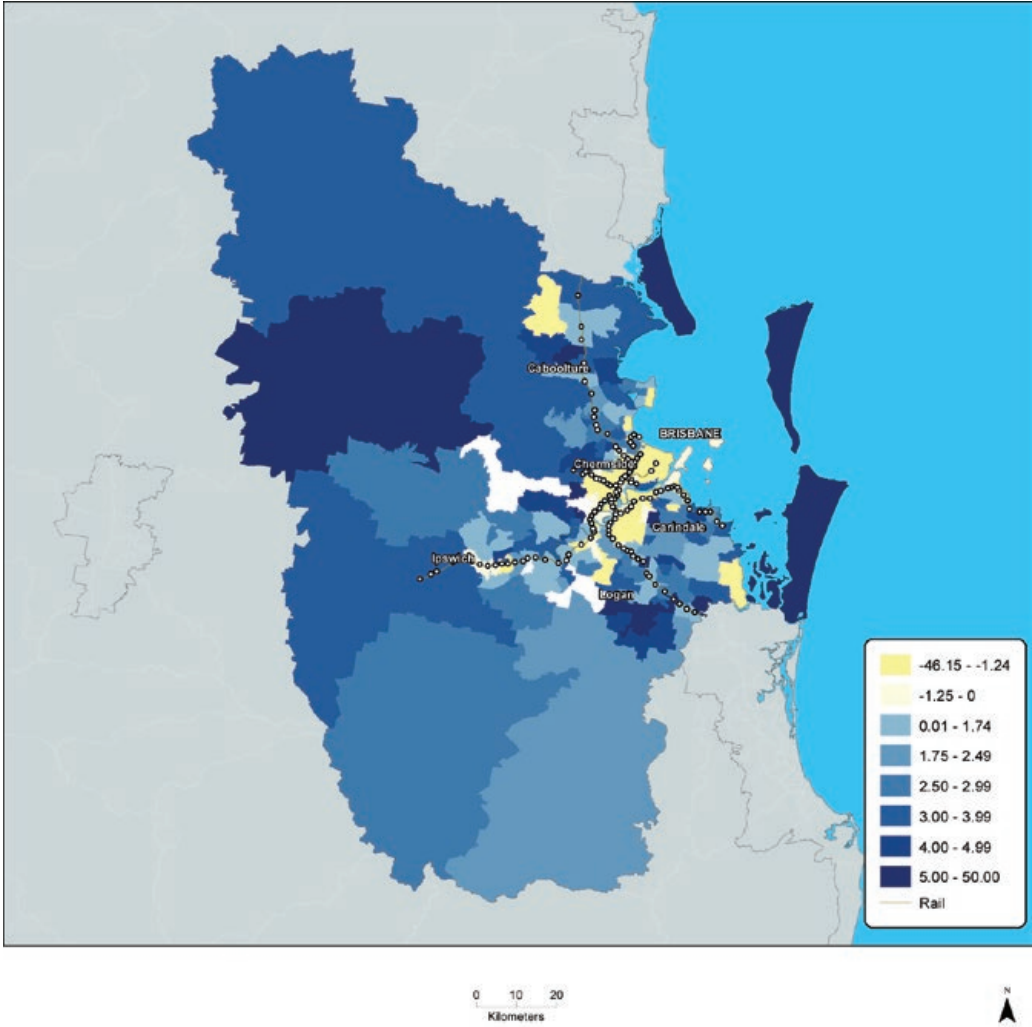 Caboolture
BRISBANE
Chermside
Carindale
Ipswich
Logan
-46.15 - -1.24
-1.25 - 0
0.01 - 1.74
1.75 - 2.49
2.50 - 2.99
3.00 - 3.99
4.00 - 4.99
5.00 - 50.00
Rail
0 10 20
Kilometers
N